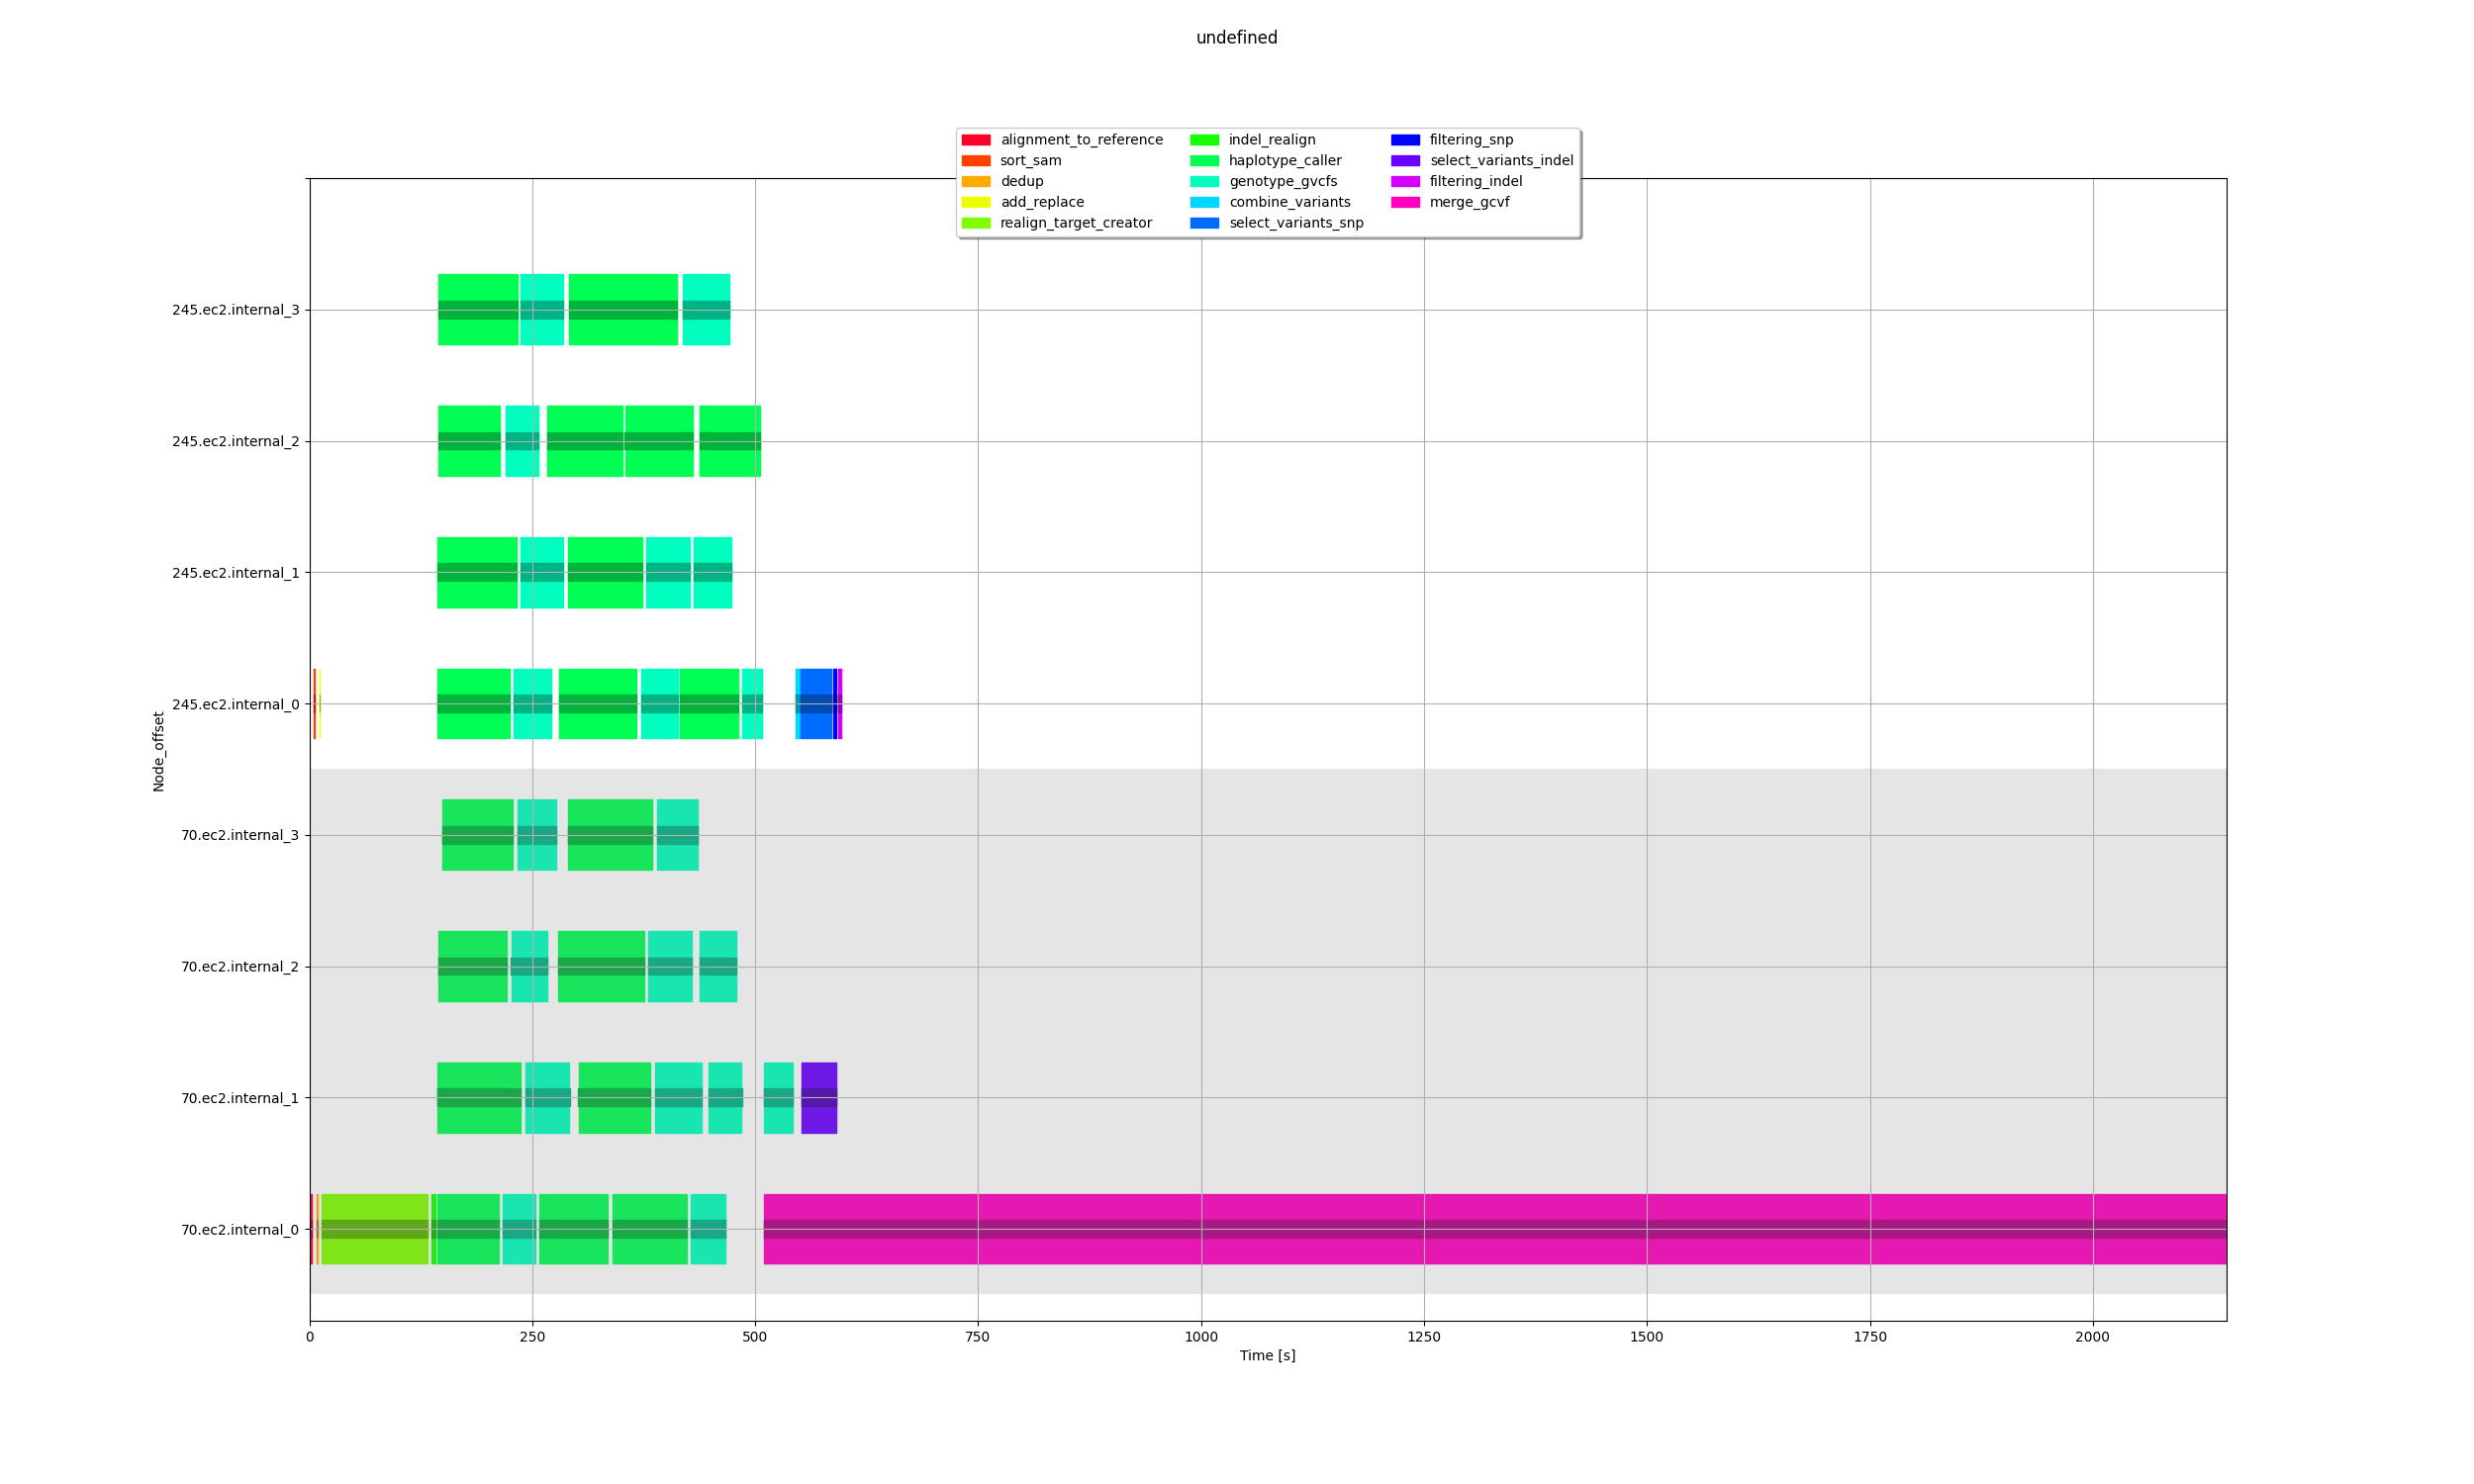 undefined
alignment_to_reference
sort_sam
dedup
add_replace
realign_target_creator
indel_realign
haplotype_caller
genotype_gvcfs
combine_variants
select_variants_snp
filtering_snp
select_variants_indel
filtering_indel
merge_gcvf
245.ec2.internal_3
245.ec2.internal_2
245.ec2.internal_1
245.ec2.internal_0
70.ec2.internal_3
70.ec2.internal_2
70.ec2.internal_1
70.ec2.internal_0
Node_offset
0 250 500 750 1000 1250 1500 1750 2000
Time [s]